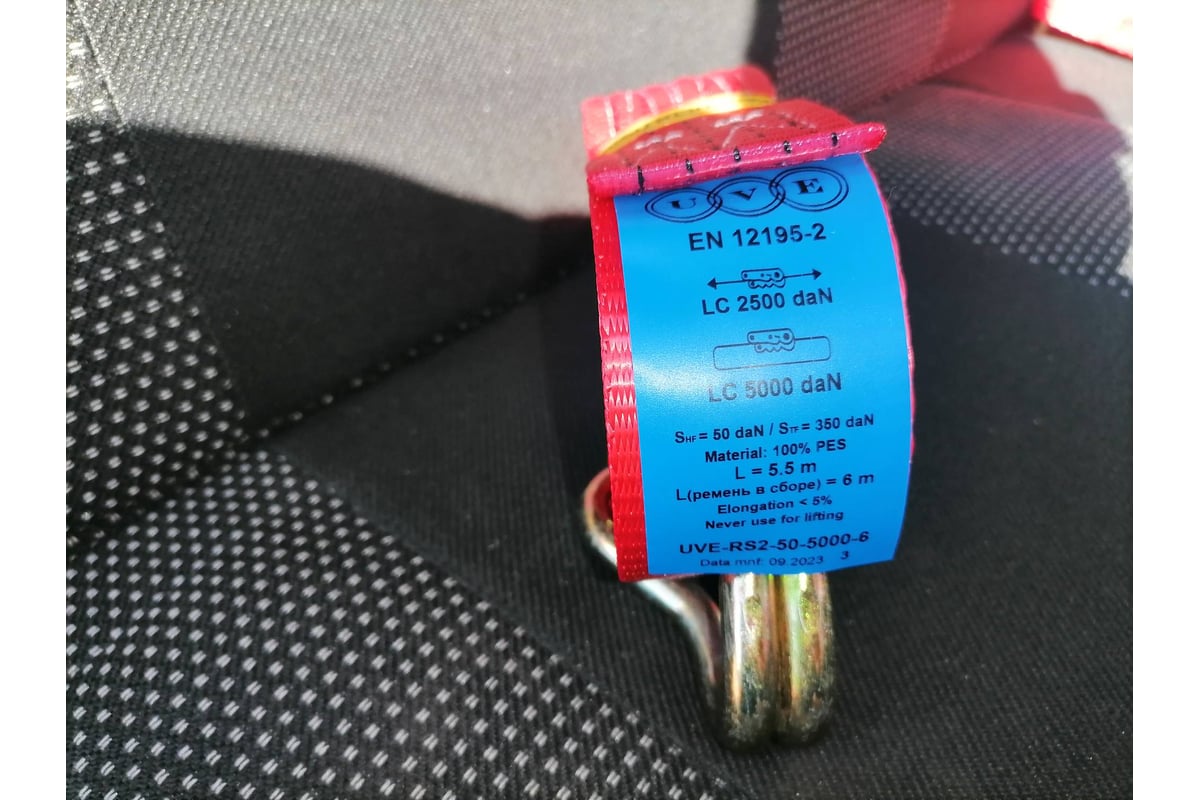 UVE
EN 12195-2
LC 2500 daN
LC 5000 daN
SHF = 50 daN / STF = 350 daN
Material: 100% PES
L = 5.5 m
L(ремень в сборе) = 6 m
Elongation < 5%
Never use for lifting
UVE-RS2-50-5000-6
Data mnf: 09.2023 3